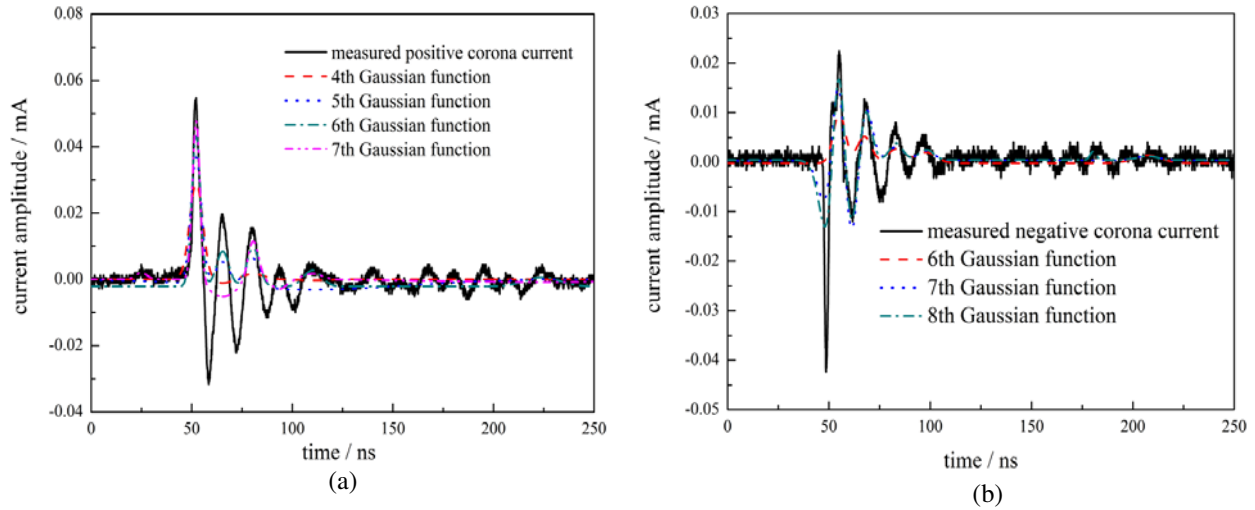 0.08
0.06
0.04
0.02
0.00
-0.02
-0.04
current amplitude / mA
measured positive corona current
4th Gaussian function
5th Gaussian function
6th Gaussian function
7th Gaussian function
0 50 100 150 200 250
time / ns
(a)
0.03
0.02
0.01
0.00
-0.01
-0.02
-0.03
-0.04
-0.05
current amplitude / mA
measured negative corona current
6th Gaussian function
7th Gaussian function
8th Gaussian function
0 50 100 150 200 250
time / ns
(b)